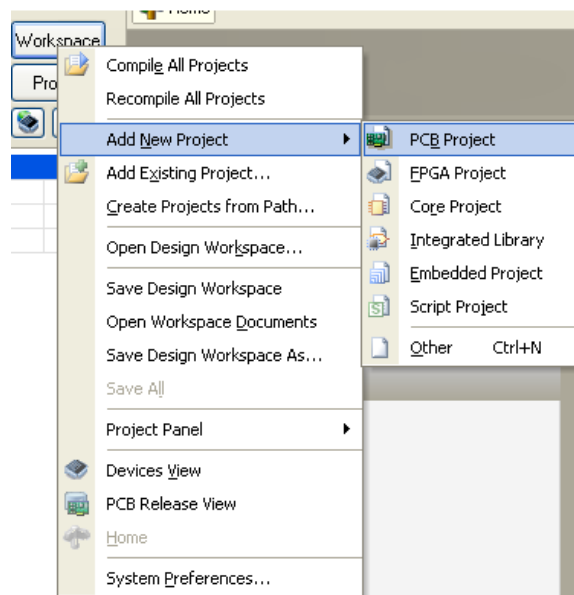 Home
Workspace
Pro
Compile All Projects
Recompile All Projects
Add New Project
Add Existing Project...
Create Projects from Path...
Open Design Workspace...
Save Design Workspace
Open Workspace Documents
Save Design Workspace As...
Save All
Project Panel
Devices View
PCB Release View
Home
System Preferences...
PCB Project
FPGA Project
Core Project
Integrated Library
Embedded Project
Script Project
Other Ctrl+N